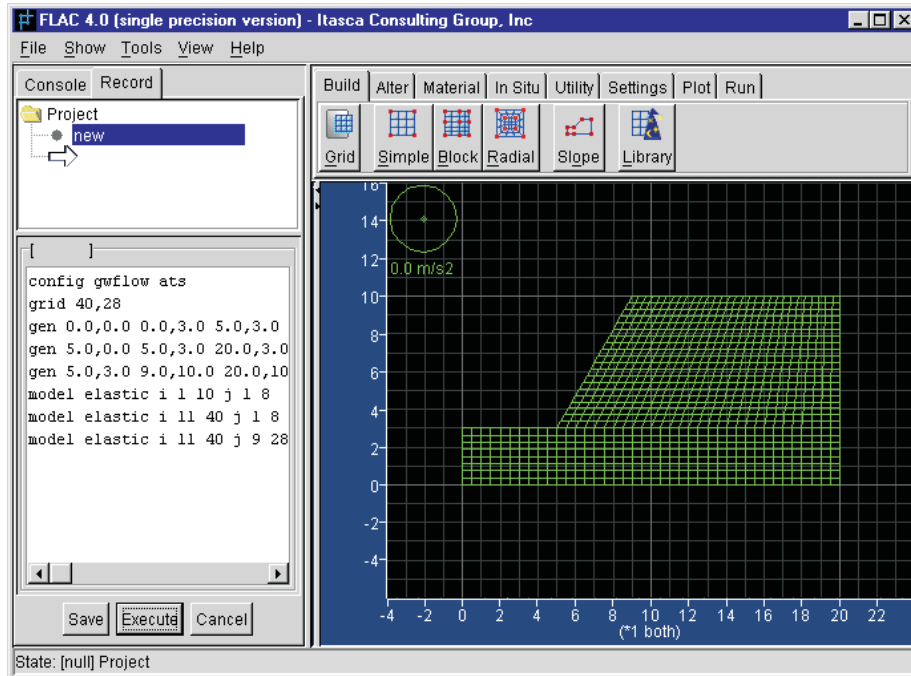 FLAC 4.0 (single precision version) - Itasca Consulting Group, Inc
File Show Tools View Help
Console Record
Project
new
[ ]
config gwflow ats
grid 40,28
gen 0.0,0.0 0.0,3.0 5.0,3.0
gen 5.0,0.0 5.0,3.0 20.0,3.0
gen 5.0,3.0 9.0,10.0 20.0,10
model elastic i 1 10 j 1 8
model elastic i 11 40 j 1 8
model elastic i 11 40 j 9 28
Save Execute Cancel
Build Alter Material In Situ Utility Settings Plot Run
Grid Simple Block Radial Slope Library
16
14
12
0.0 m/s2
10
8
6
4
2
0
-2
-4
-4 -2 0 2 4 6 8 10 12 14 16 18 20 22
(*1 both)
State: [null] Project